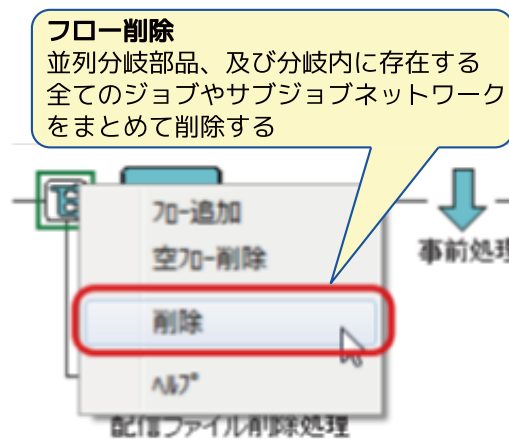 フロー削除
並列分岐部品、及び分岐内に存在する
全てのジョブやサブジョブネットワーク
をまとめて削除する
フロー追加
空フロー削除
事前処理
削除
ヘルプ
配信ファイル削除処理